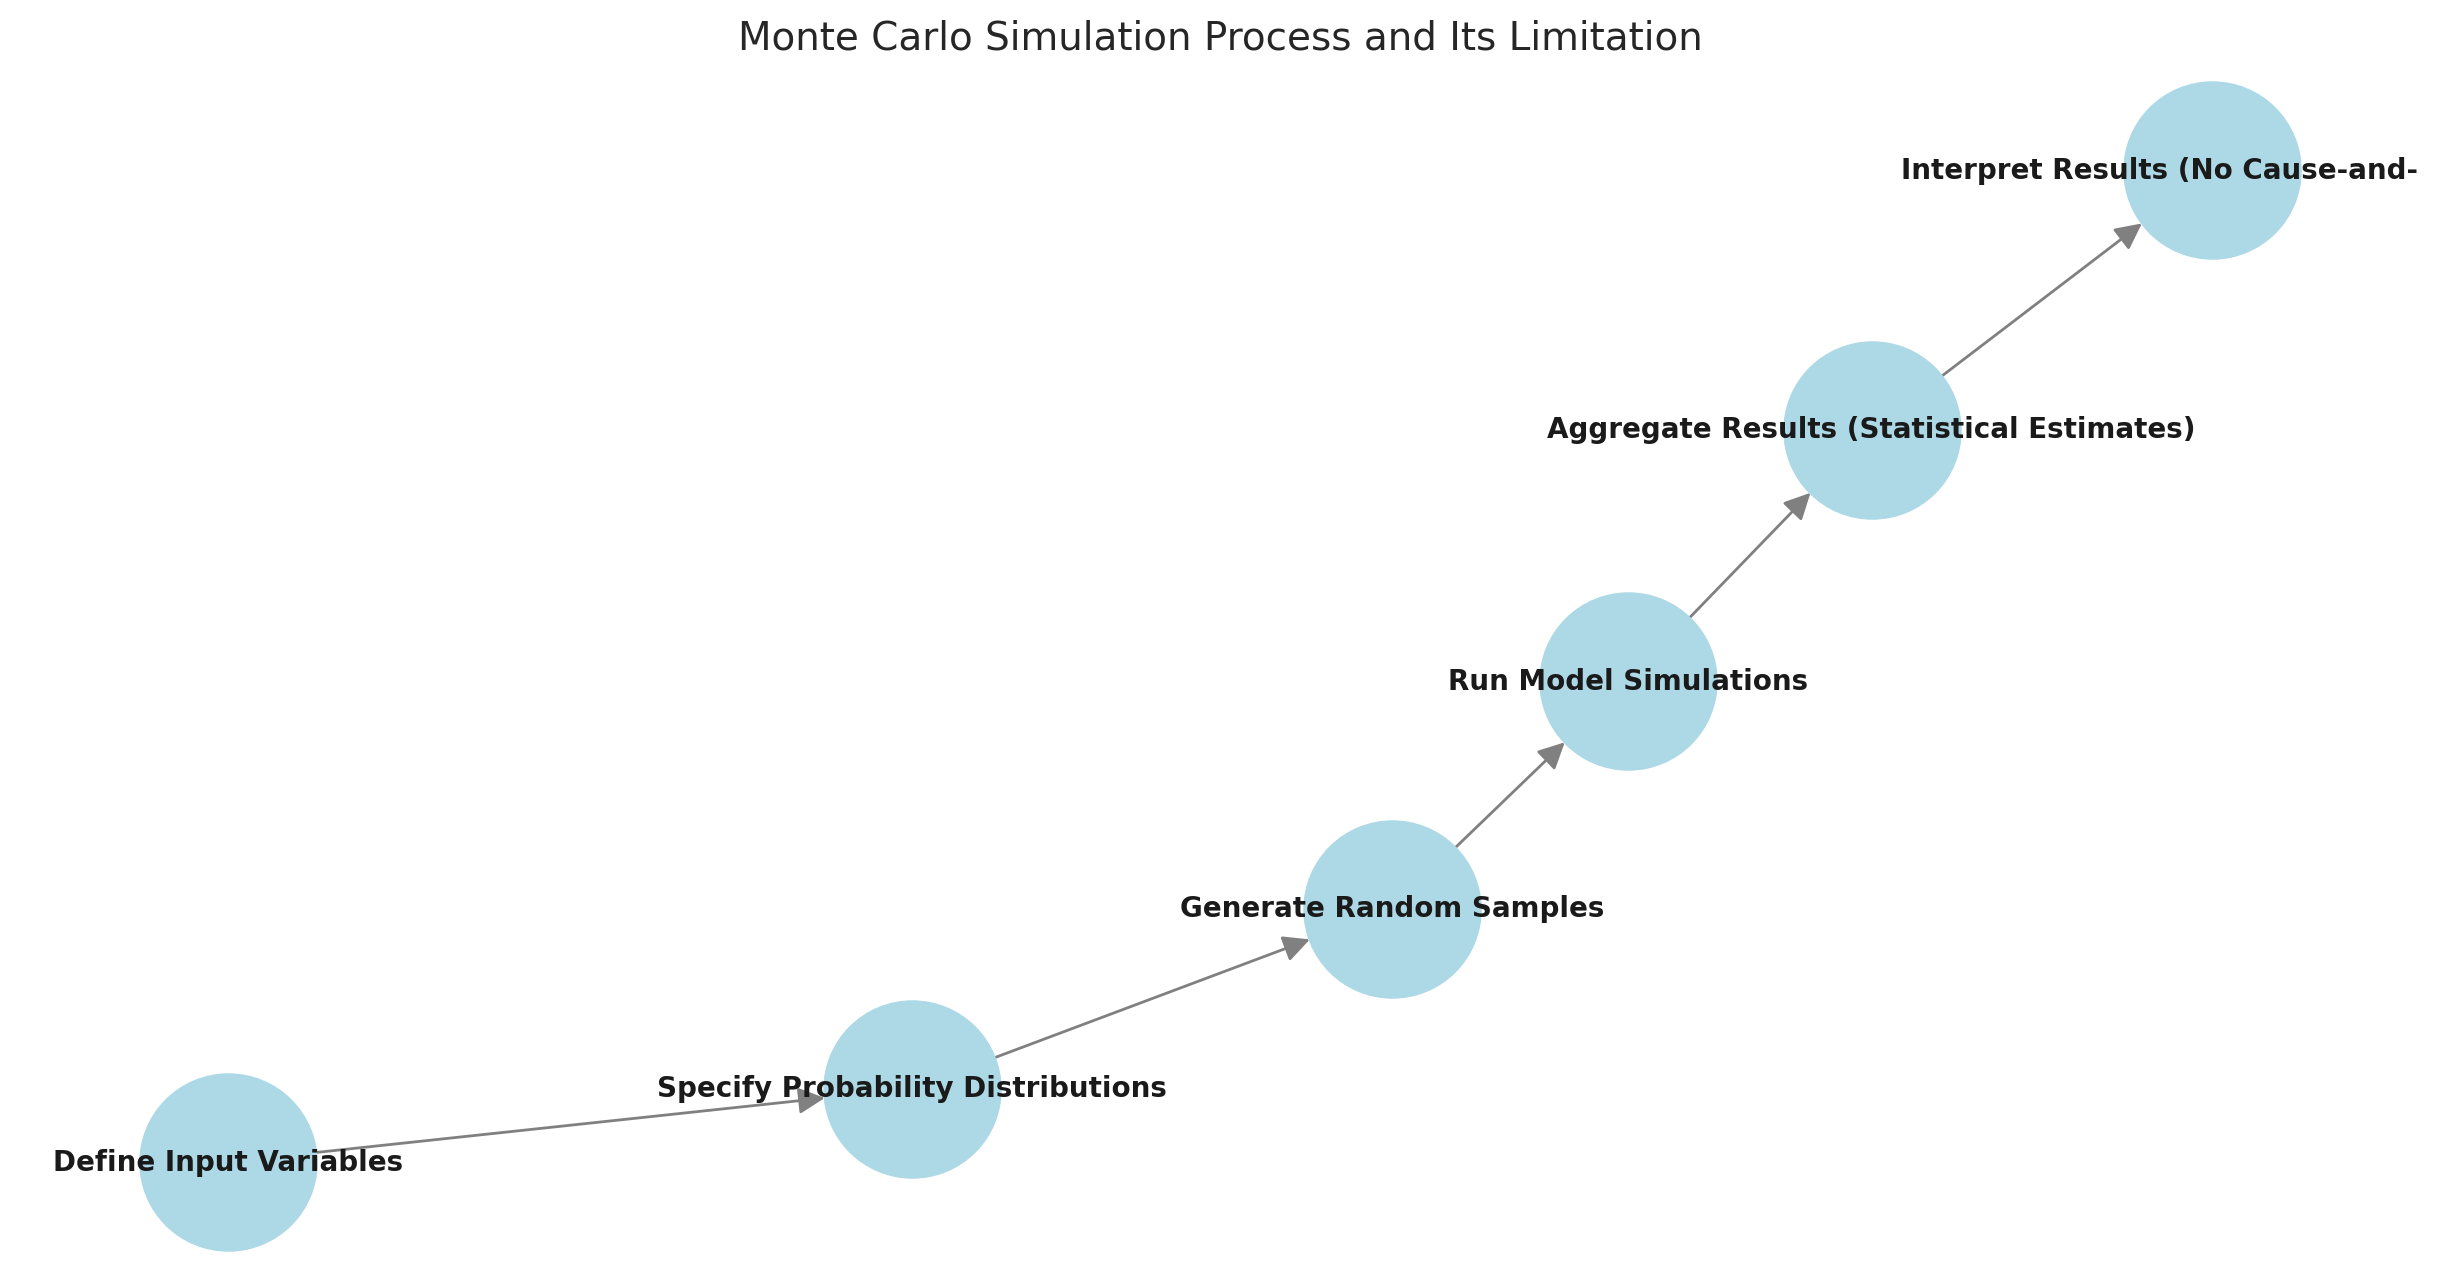 Monte Carlo Simulation Process and Its Limitation
Interpret Results (No Cause-and-
Aggregate Results (Statistical Estimates)
Run Model Simulations
Generate Random Samples
Specify Probability Distributions
Define Input Variables